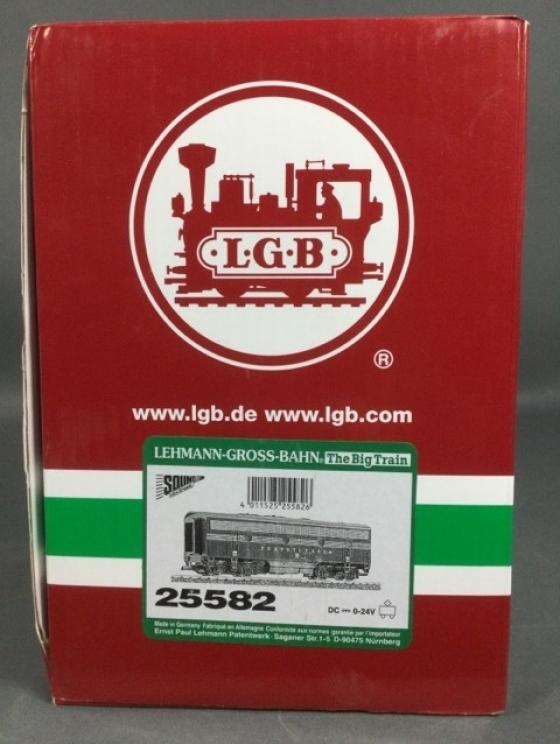 L·G·B
®
www.lgb.de www.lgb.com
LEHMANN-GROSS-BAHN® The Big Train
SOUND
4 011525 255826
PENNSYLVANIA
25582
DC 0-24V
Made in Germany Fabriqué en Allemagne Conformité aux normes garantie par l'importateur
Ernst Paul Lehmann Patentwerk · Saganer Str. 1-5 D-90475 Nürnberg